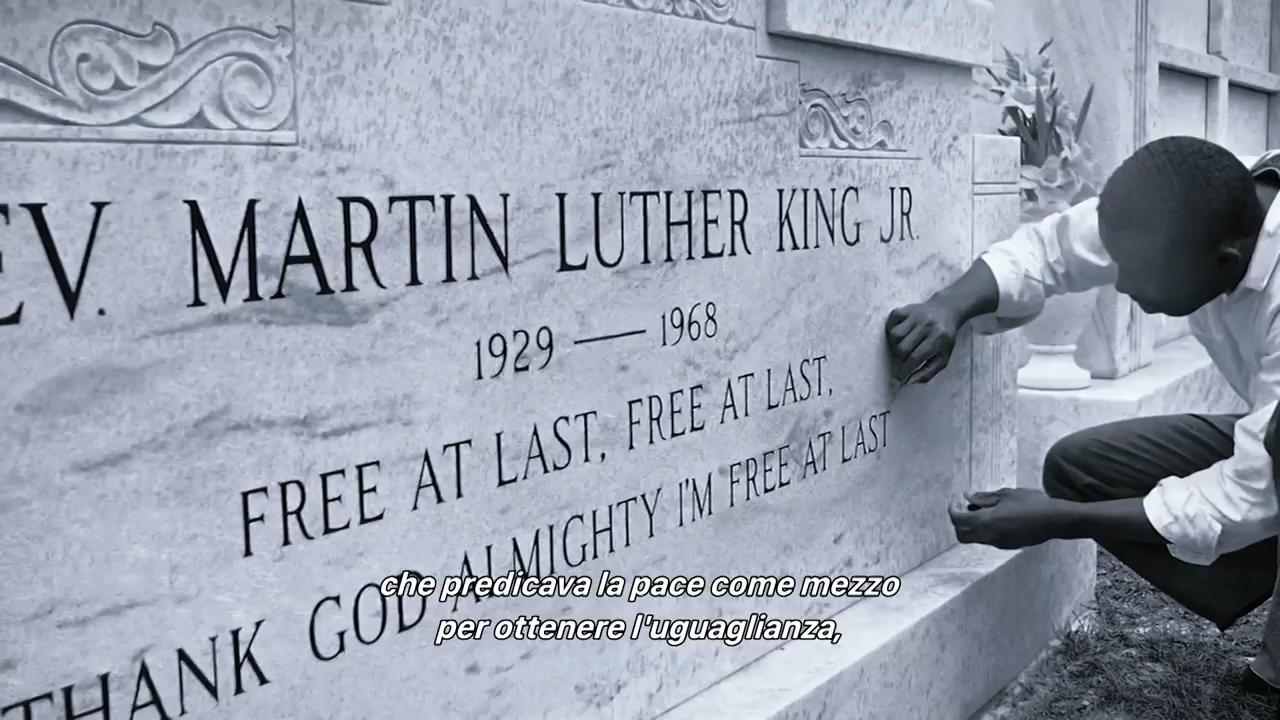 EV. MARTIN LUTHER KING JR.
1929 — 1968
FREE AT LAST, FREE AT LAST,
THANK GOD ALMIGHTY I'M FREE AT LAST
che predicava la pace come mezzo
per ottenere l'uguaglianza,